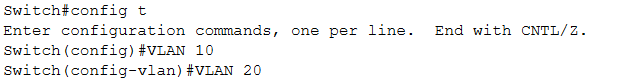 Switch#config t
Enter configuration commands, one per line.  End with CNTL/Z.
Switch(config)#VLAN 10
Switch(config-vlan)#VLAN 20